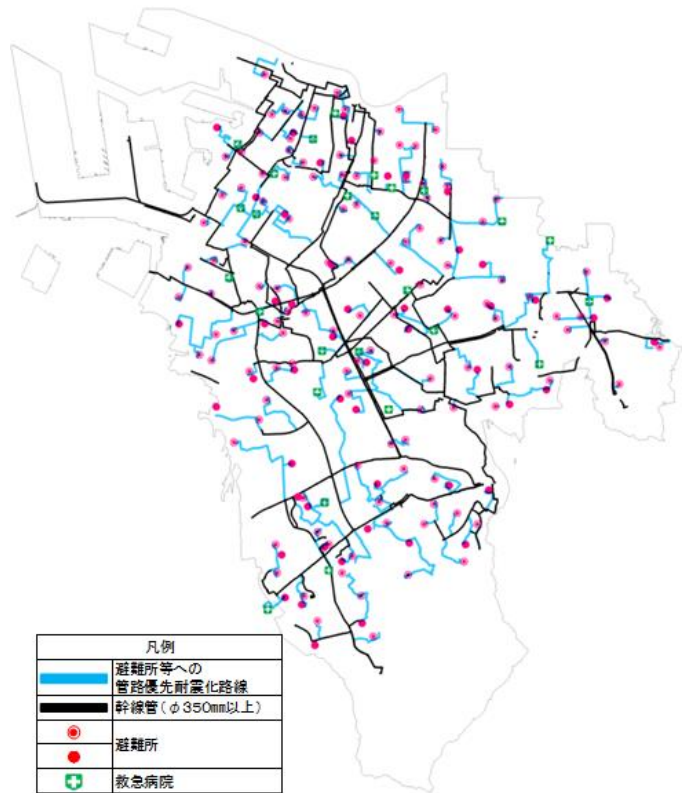 凡例
避難所等への
管路優先耐震化路線
幹線管(φ350mm以上)
避難所
救急病院